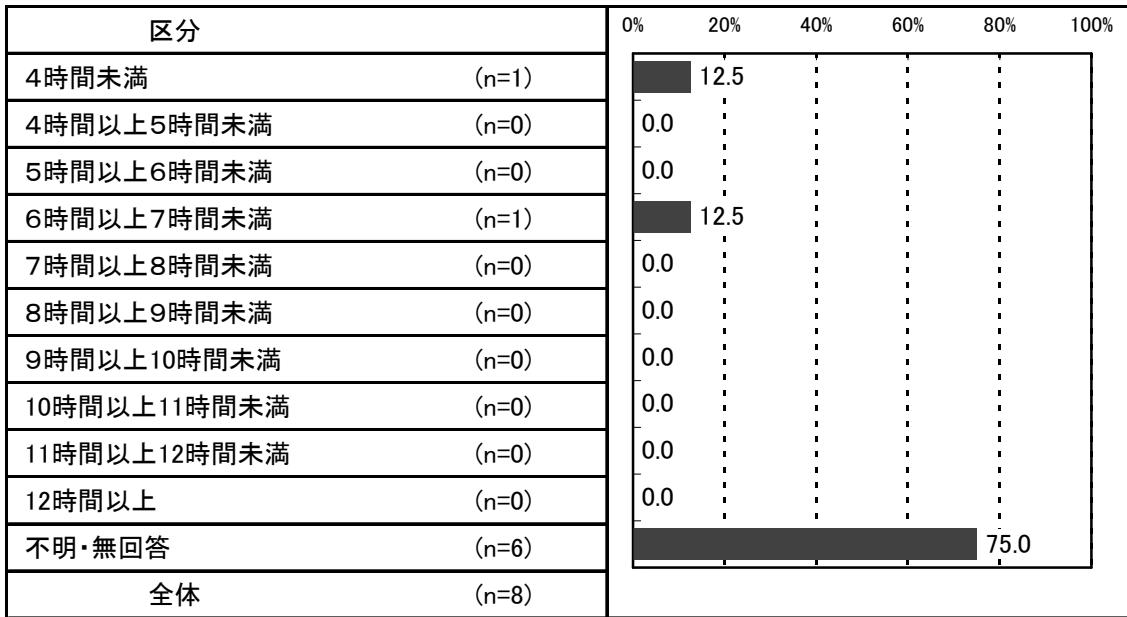 区分 0% 20% 40% 60% 80% 100%
4時間未満 (n=1) 12.5
4時間以上5時間未満 (n=0) 0.0
5時間以上6時間未満 (n=0) 0.0
6時間以上7時間未満 (n=1) 12.5
7時間以上8時間未満 (n=0) 0.0
8時間以上9時間未満 (n=0) 0.0
9時間以上10時間未満 (n=0) 0.0
10時間以上11時間未満 (n=0) 0.0
11時間以上12時間未満 (n=0) 0.0
12時間以上 (n=0) 0.0
不明・無回答 (n=6) 75.0
全体 (n=8)